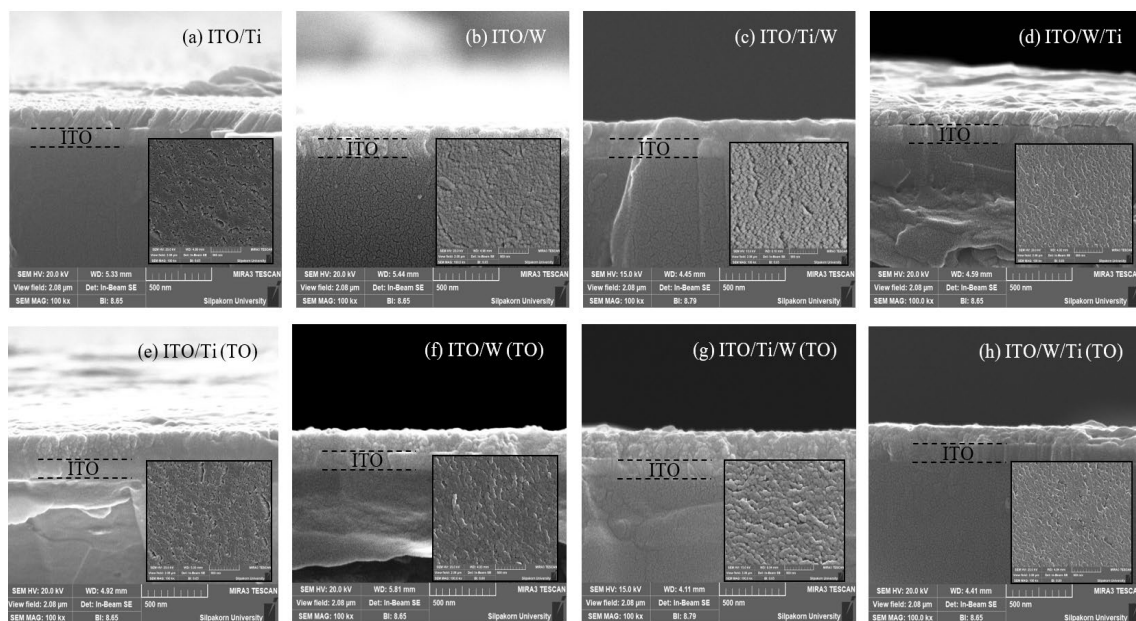 (a) ITO/Ti
ITO
SEM HV: 20.0 kV WD: 5.33 mm
View field: 2.08 µm Det: In-Beam SE 500 nm
SEM MAG: 100 kx BI: 8.65
MIRA3 TESCAN
Silpakorn University
(b) ITO/W
ITO
SEM HV: 20.0 kV WD: 5.44 mm
View field: 2.08 µm Det: In-Beam SE 500 nm
SEM MAG: 100 kx BI: 8.65
MIRA3 TESCAN
Silpakorn University
(c) ITO/Ti/W
ITO
SEM HV: 15.0 kV WD: 4.45 mm
View field: 2.08 µm Det: In-Beam SE 500 nm
SEM MAG: 100 kx BI: 8.79
MIRA3 TESCAN
Silpakorn University
(d) ITO/W/Ti
ITO
SEM HV: 20.0 kV WD: 4.59 mm
View field: 2.08 µm Det: In-Beam SE 500 nm
SEM MAG: 100.0 kx BI: 8.65
MIRA3 TESCAN
Silpakorn University
(e) ITO/Ti (TO)
ITO
SEM HV: 20.0 kV WD: 4.92 mm
View field: 2.08 µm Det: In-Beam SE 500 nm
SEM MAG: 100 kx BI: 8.65
MIRA3 TESCAN
Silpakorn University
(f) ITO/W (TO)
ITO
SEM HV: 20.0 kV WD: 5.81 mm
View field: 2.08 µm Det: In-Beam SE 500 nm
SEM MAG: 100 kx BI: 8.65
MIRA3 TESCAN
Silpakorn University
(g) ITO/Ti/W (TO)
ITO
SEM HV: 15.0 kV WD: 4.11 mm
View field: 2.08 µm Det: In-Beam SE 500 nm
SEM MAG: 100 kx BI: 8.79
MIRA3 TESCAN
Silpakorn University
(h) ITO/W/Ti (TO)
ITO
SEM HV: 20.0 kV WD: 4.41 mm
View field: 2.08 µm Det: In-Beam SE 500 nm
SEM MAG: 100.0 kx BI: 8.65
MIRA3 TESCAN
Silpakorn University